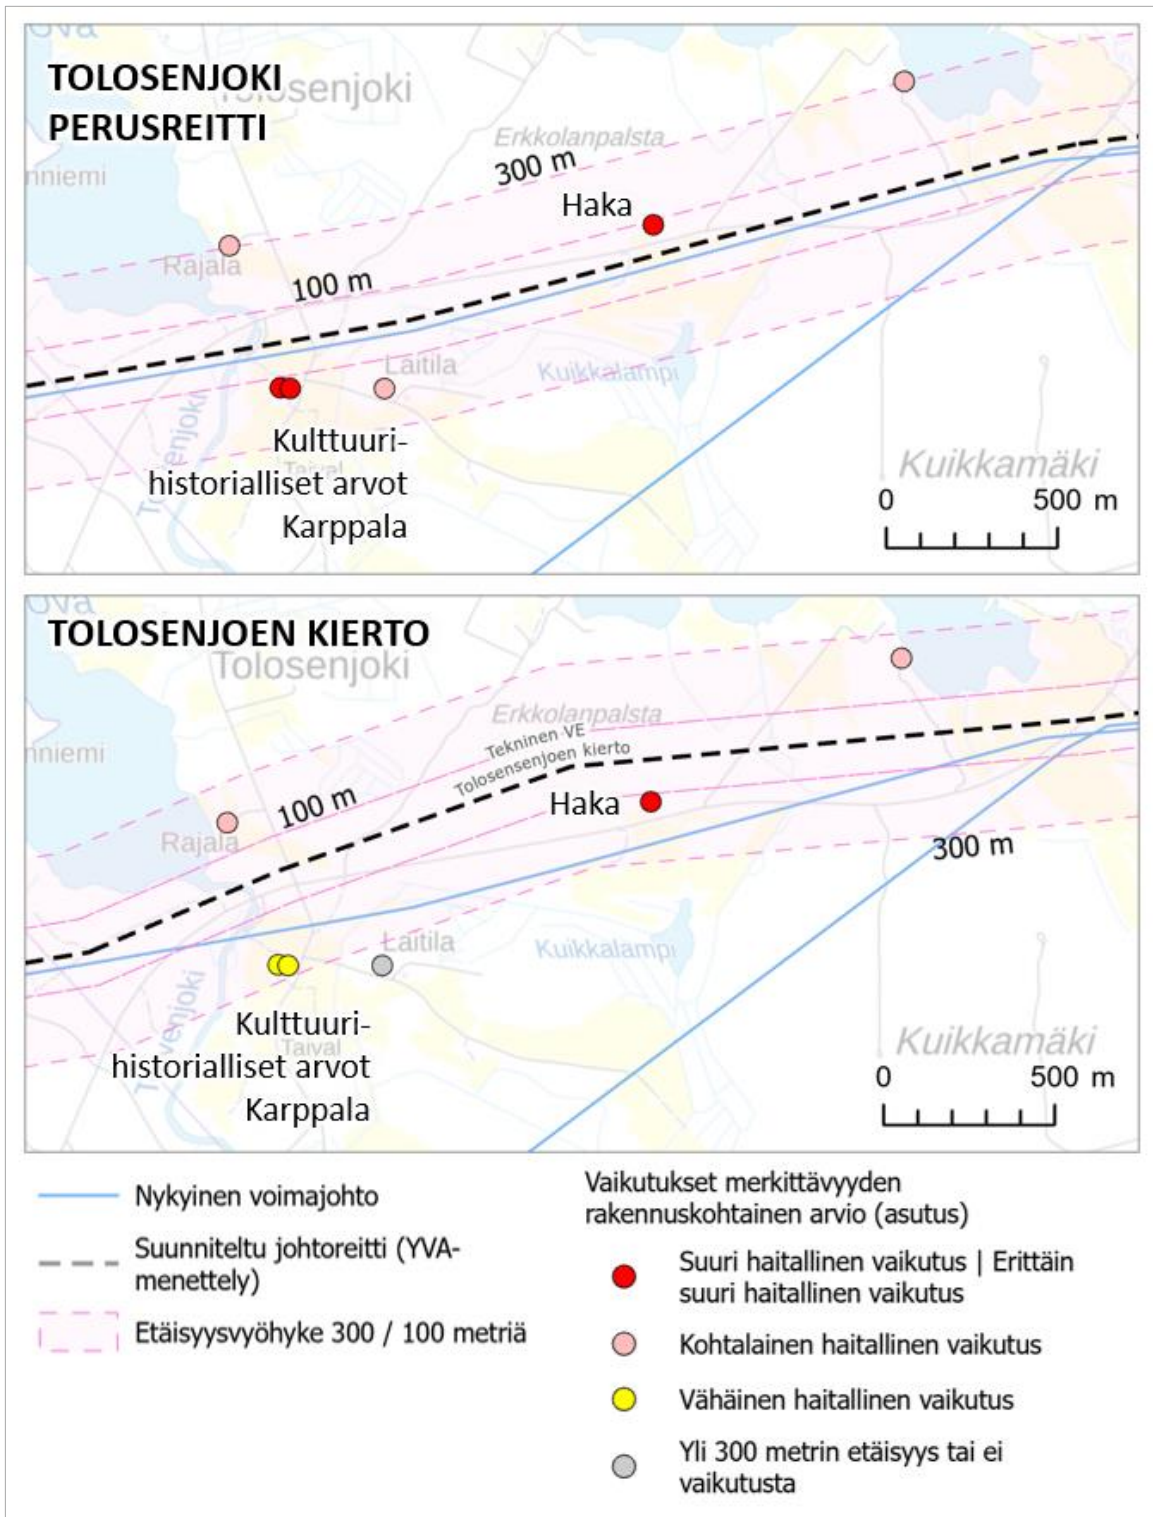 TOLOSENJOKI
PERUSREITTI
Tolosenjoki
Erkkolanpalsta
300 m
Haka
Rajala
100 m
Laitila
Kuikkalampi
Kulttuuri-
historialliset arvot
Karppala
Taival
Kuikkamäki
0 500 m
TOLOSENJOEN KIERTO
Tolosenjoki
Erkkolanpalsta
Tekninen VE
Tolosensenjoen kierto
Haka
100 m
Rajala
300 m
Laitila
Kuikkalampi
Kulttuuri-
historialliset arvot
Karppala
Taival
Kuikkamäki
0 500 m
Nykyinen voimajohto
Suunniteltu johtoreitti (YVA-
menettely)
Etäisyysvyöhyke 300 / 100 metriä
Vaikutukset merkittävyyden
rakennuskohtainen arvio (asutus)
Suuri haitallinen vaikutus | Erittäin
suuri haitallinen vaikutus
Kohtalainen haitallinen vaikutus
Vähäinen haitallinen vaikutus
Yli 300 metrin etäisyys tai ei
vaikutusta